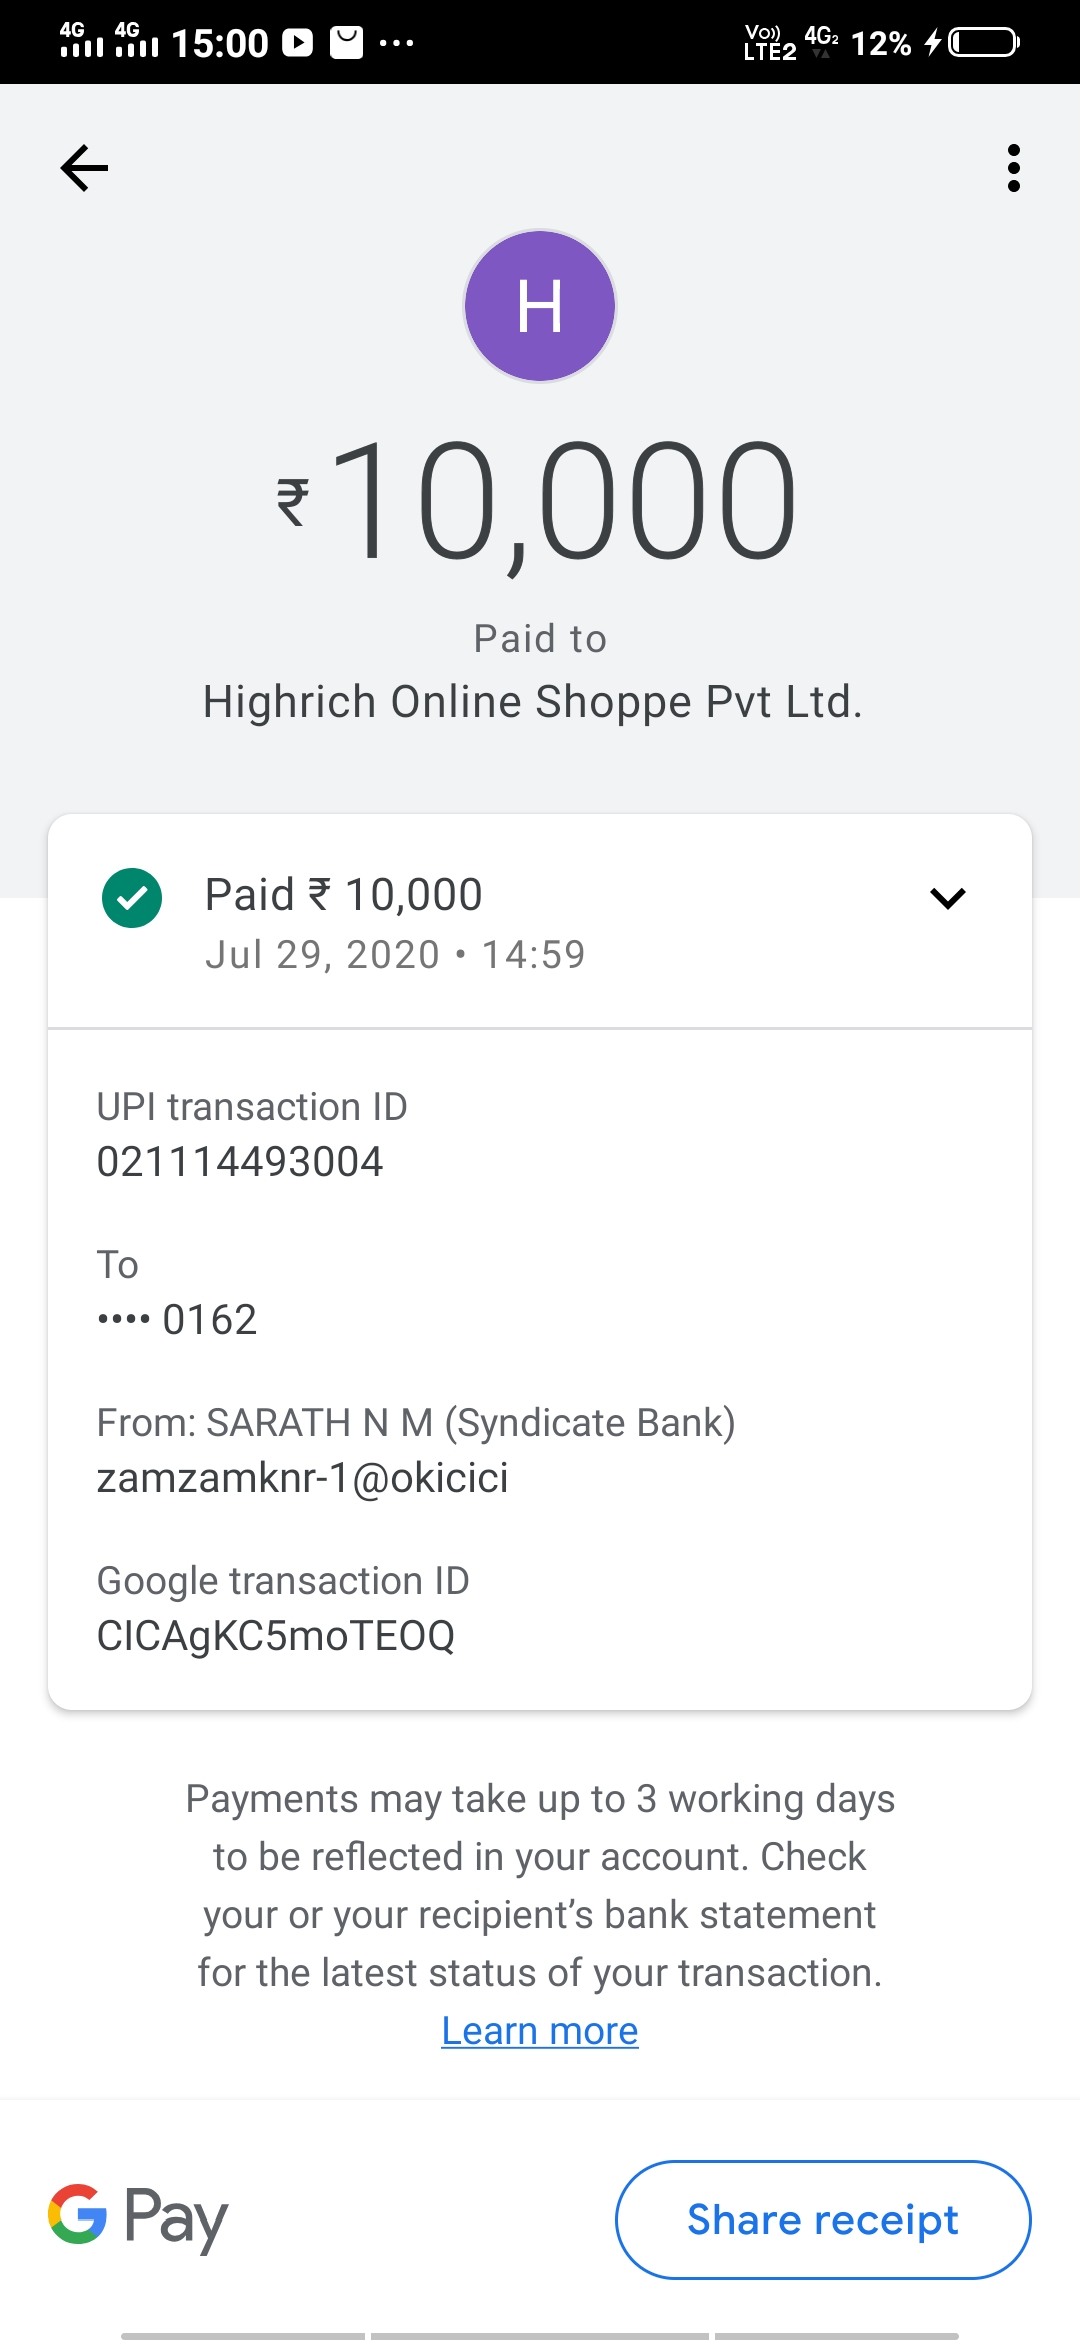 4G 4G 15:00 ... Vo)) LTE2 4G2 12%
H
₹10,000
Paid to
Highrich Online Shoppe Pvt Ltd.
Paid ₹ 10,000
Jul 29, 2020 • 14:59
UPI transaction ID
021114493004
To
•••• 0162
From: SARATH N M (Syndicate Bank)
zamzamknr-1@okicici
Google transaction ID
CICAgKC5moTEOQ
Payments may take up to 3 working days
to be reflected in your account. Check
your or your recipient’s bank statement
for the latest status of your transaction.
Learn more
G Pay
Share receipt